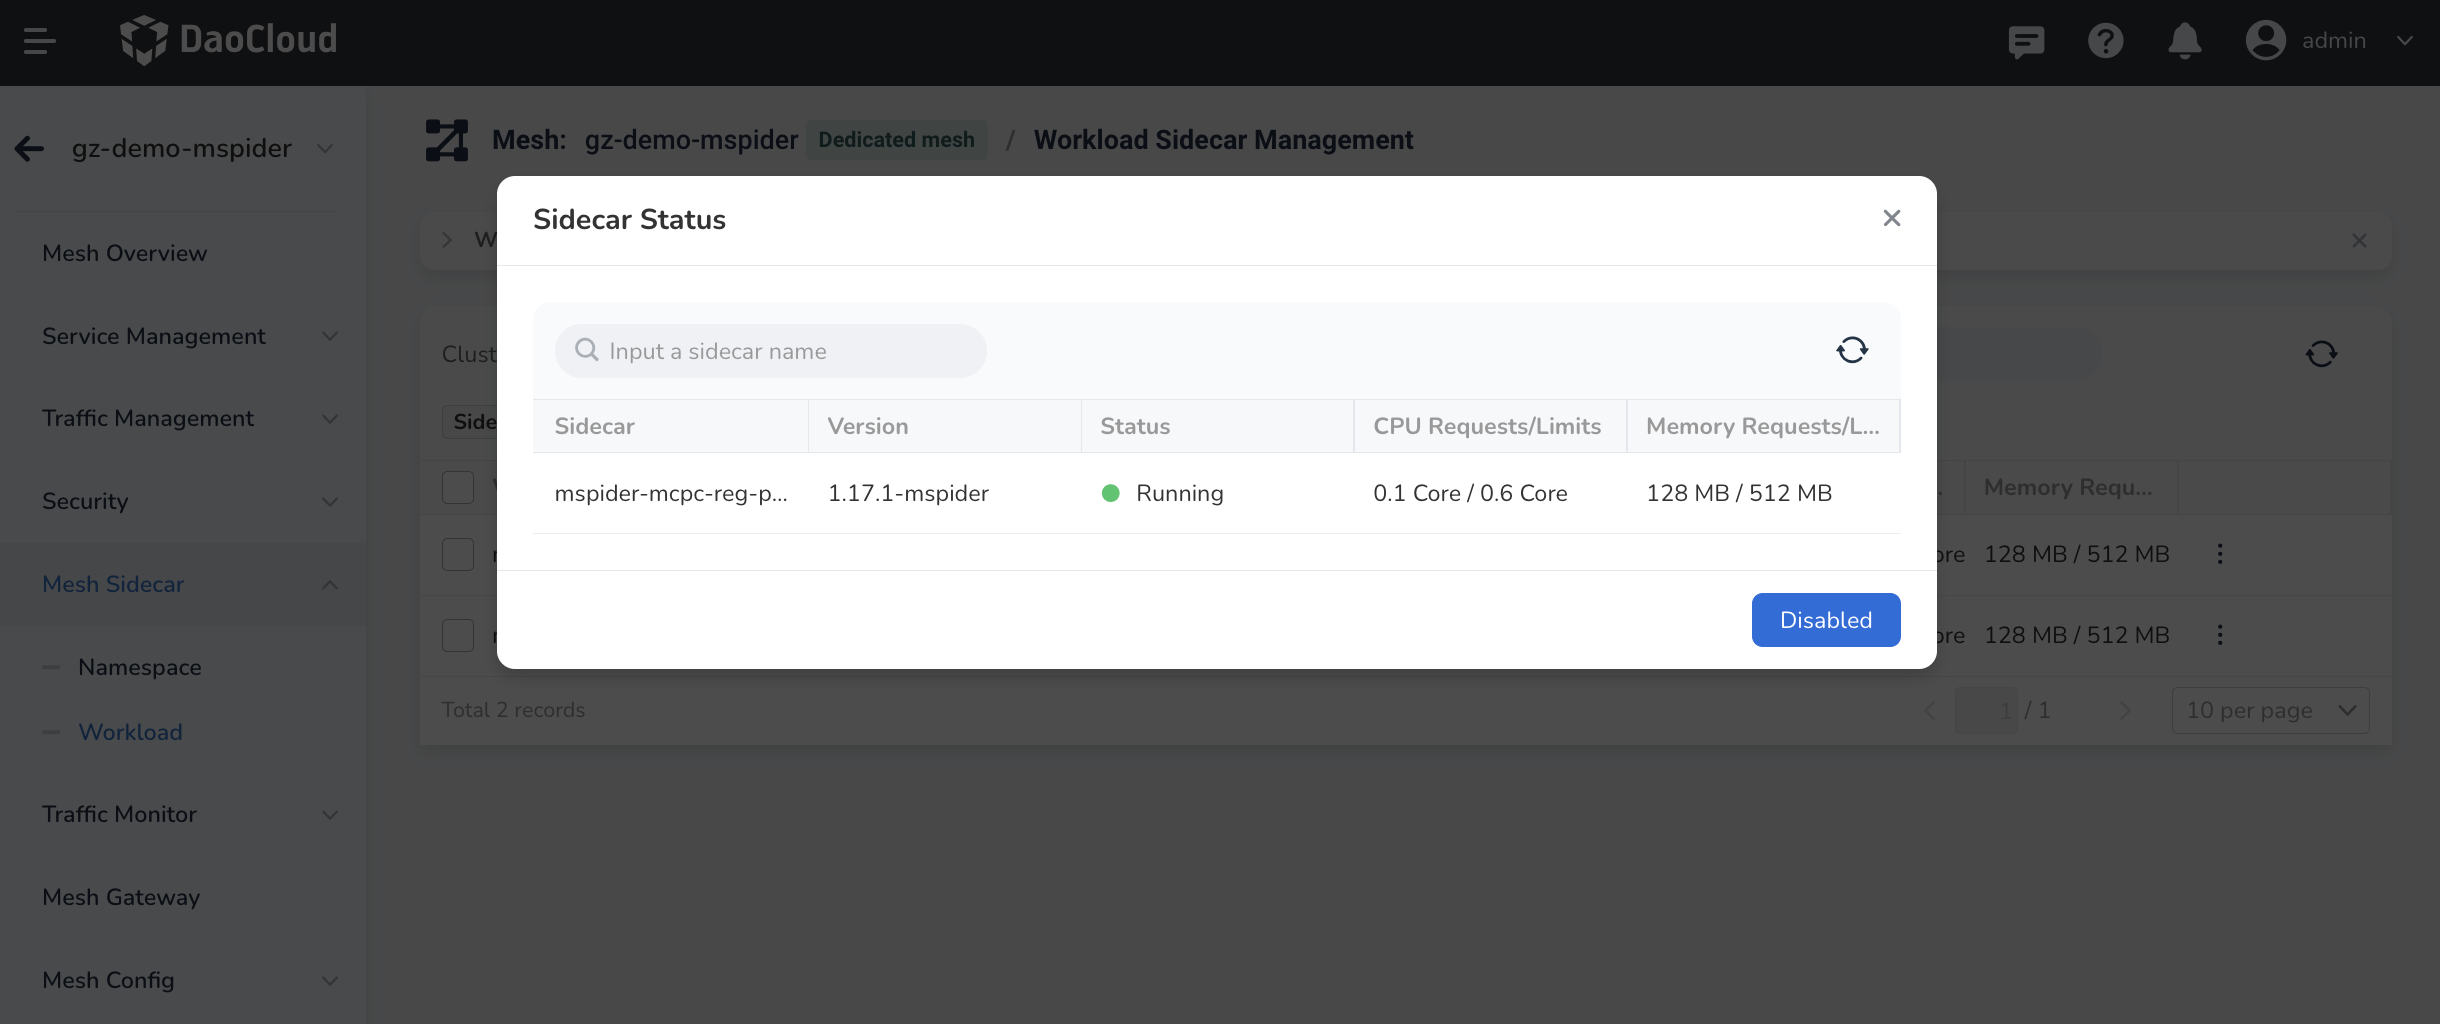 DaoCloud
admin
gz-demo-mspider
Mesh: gz-demo-mspider Dedicated mesh / Workload Sidecar Management
Sidecar Status
Mesh Overview
Service Management
Traffic Management
Security
Mesh Sidecar
Namespace
Workload
Traffic Monitor
Mesh Gateway
Mesh Config
Input a sidecar name
Sidecar Version Status CPU Requests/Limits Memory Requests/L...
mspider-mcpc-reg-p... 1.17.1-mspider Running 0.1 Core / 0.6 Core 128 MB / 512 MB
Disabled
Memory Requ...
128 MB / 512 MB
128 MB / 512 MB
Total 2 records
1 / 1
10 per page